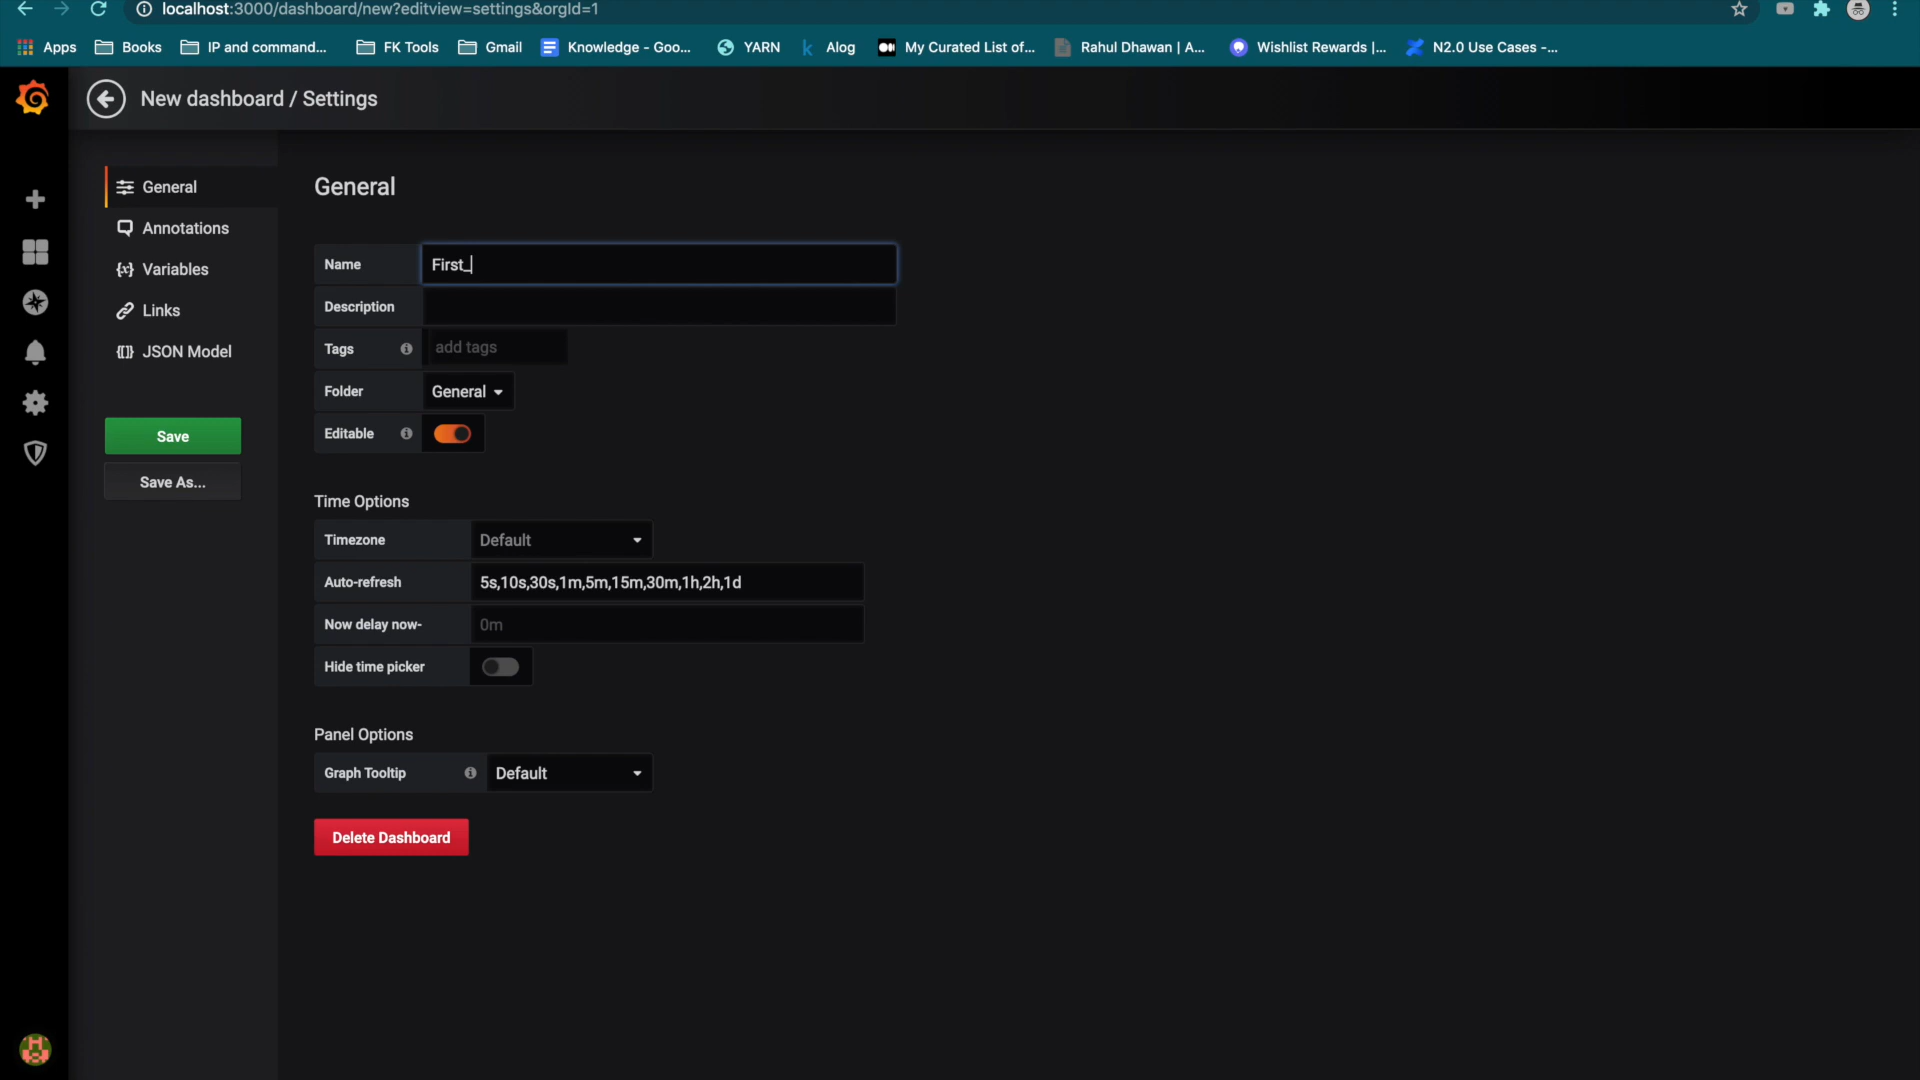 localhost:3000/dashboard/new?editview=settings&orgId=1
Apps Books IP and command... FK Tools Gmail Knowledge - Goo... YARN Alog My Curated List of... Rahul Dhawan | A... Wishlist Rewards |... N2.0 Use Cases -...
New dashboard / Settings
General
Annotations
Variables
Links
JSON Model
Save
Save As...
General
Name First_
Description
Tags add tags
Folder General
Editable
Time Options
Timezone Default
Auto-refresh 5s,10s,30s,1m,5m,15m,30m,1h,2h,1d
Now delay now- 0m
Hide time picker
Panel Options
Graph Tooltip Default
Delete Dashboard